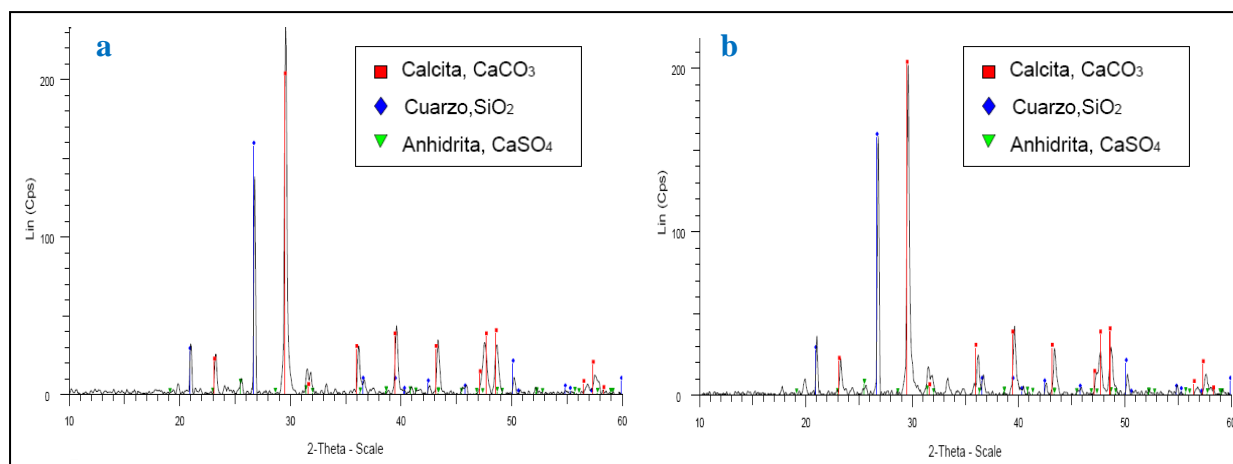 a
Calcita, CaCO3
Cuarzo,SiO2
Anhidrita, CaSO4
200
100
0
Lin (Cps)
10 20 30 40 50 60
2-Theta - Scale
b
Calcita, CaCO3
Cuarzo,SiO2
Anhidrita, CaSO4
200
100
0
Lin (Cps)
10 20 30 40 50 60
2-Theta - Scale